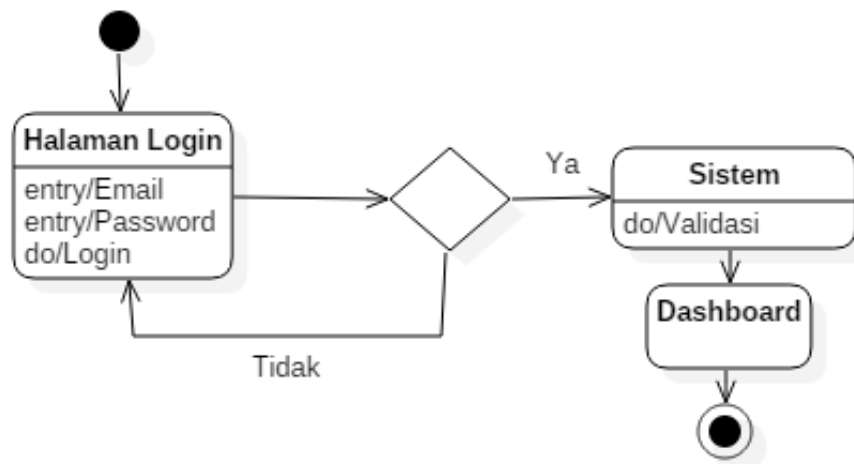 Halaman Login
entry/Email
entry/Password
do/Login
Ya
Sistem
do/Validasi
Dashboard
Tidak